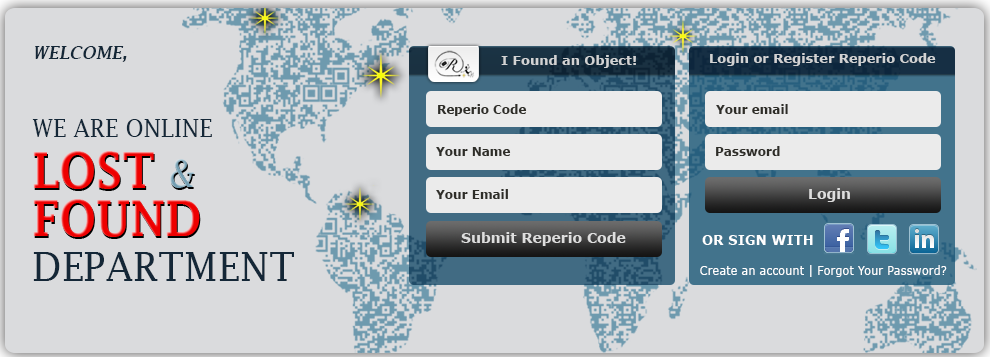 WELCOME,
WE ARE ONLINE
LOST &
FOUND
DEPARTMENT
I Found an Object!
Reperio Code
Your Name
Your Email
Submit Reperio Code
Login or Register Reperio Code
Your email
Password
Login
OR SIGN WITH f t in
Create an account | Forgot Your Password?